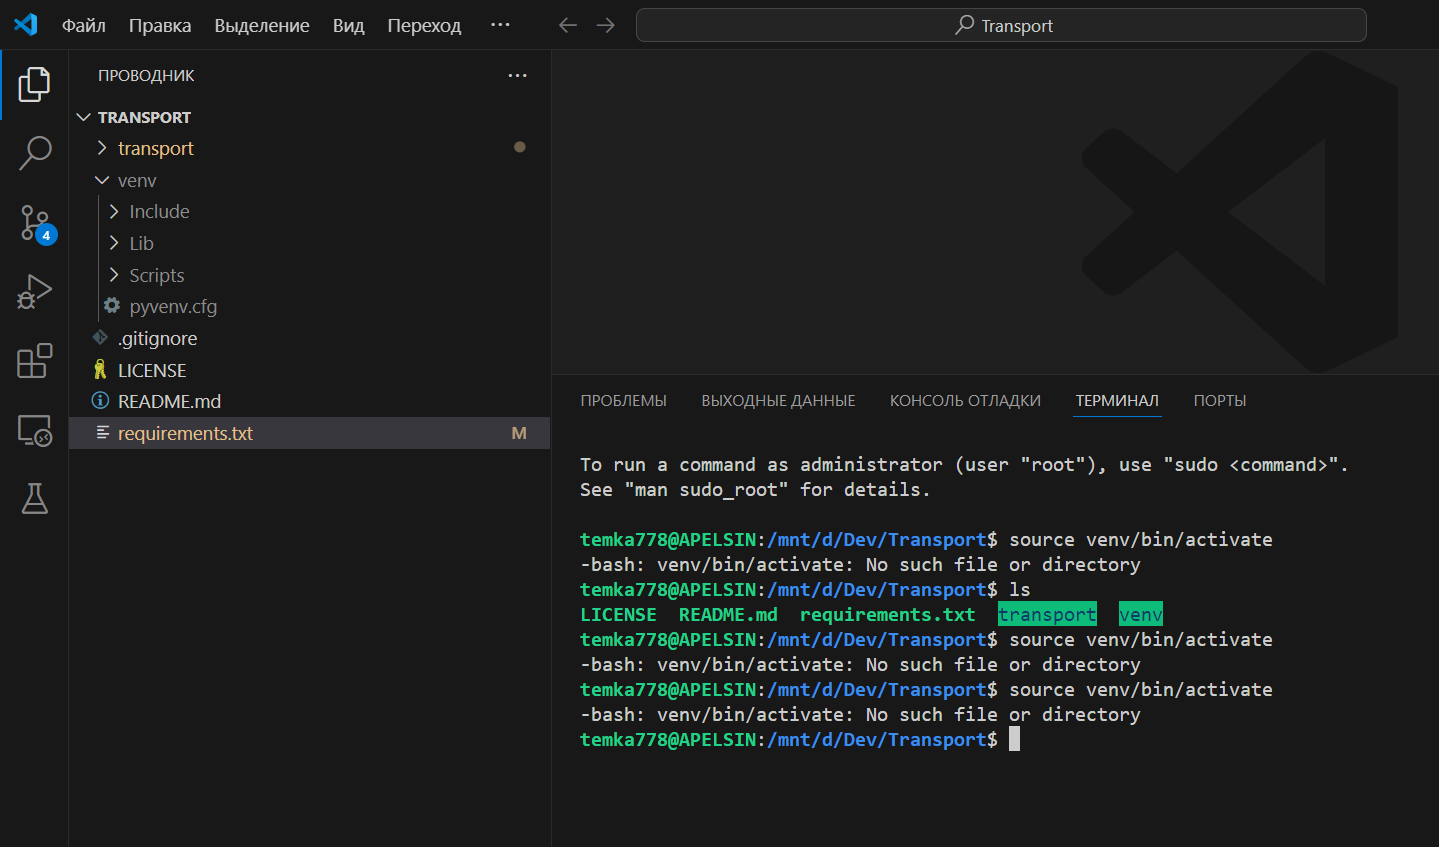 Файл Правка Выделение Вид Переход ···
Transport
ПРОВОДНИК ···
TRANSPORT
transport
venv
Include
Lib
Scripts
pyvenv.cfg
.gitignore
LICENSE
README.md
requirements.txt M
4
ПРОБЛЕМЫ ВЫХОДНЫЕ ДАННЫЕ КОНСОЛЬ ОТЛАДКИ ТЕРМИНАЛ ПОРТЫ
To run a command as administrator (user "root"), use "sudo <command>".
See "man sudo_root" for details.
temka778@APELSIN:/mnt/d/Dev/Transport$ source venv/bin/activate
-bash: venv/bin/activate: No such file or directory
temka778@APELSIN:/mnt/d/Dev/Transport$ ls
LICENSE README.md requirements.txt transport venv
temka778@APELSIN:/mnt/d/Dev/Transport$ source venv/bin/activate
-bash: venv/bin/activate: No such file or directory
temka778@APELSIN:/mnt/d/Dev/Transport$ source venv/bin/activate
-bash: venv/bin/activate: No such file or directory
temka778@APELSIN:/mnt/d/Dev/Transport$